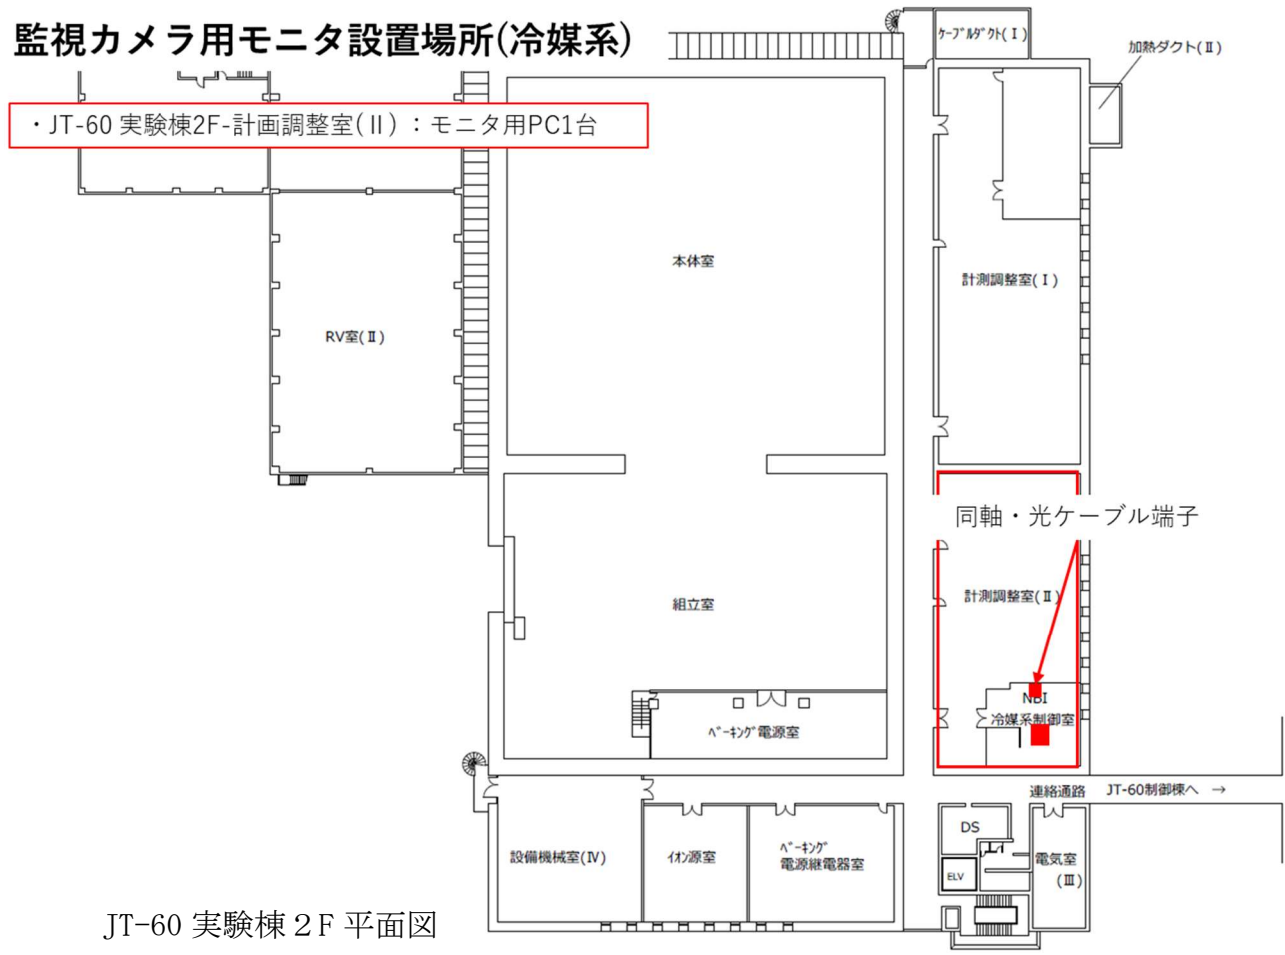 監視カメラ用モニタ設置場所(冷媒系)
・JT-60 実験棟2F-計画調整室(Ⅱ)：モニタ用PC1台
ｹｰﾌﾞﾙﾀﾞｸﾄ(Ⅰ)
加熱ダクト(Ⅱ)
本体室
計測調整室(Ⅰ)
RV室(Ⅱ)
同軸・光ケーブル端子
計測調整室(Ⅱ)
組立室
NBI
冷媒系制御室
ﾍﾞｰｷﾝｸﾞ電源室
連絡通路
JT-60制御棟へ →
DS
ELV
電気室
(Ⅲ)
設備機械室(Ⅳ)
ｲｵﾝ源室
ﾍﾞｰｷﾝｸﾞ
電源継電器室
JT-60 実験棟２F 平面図